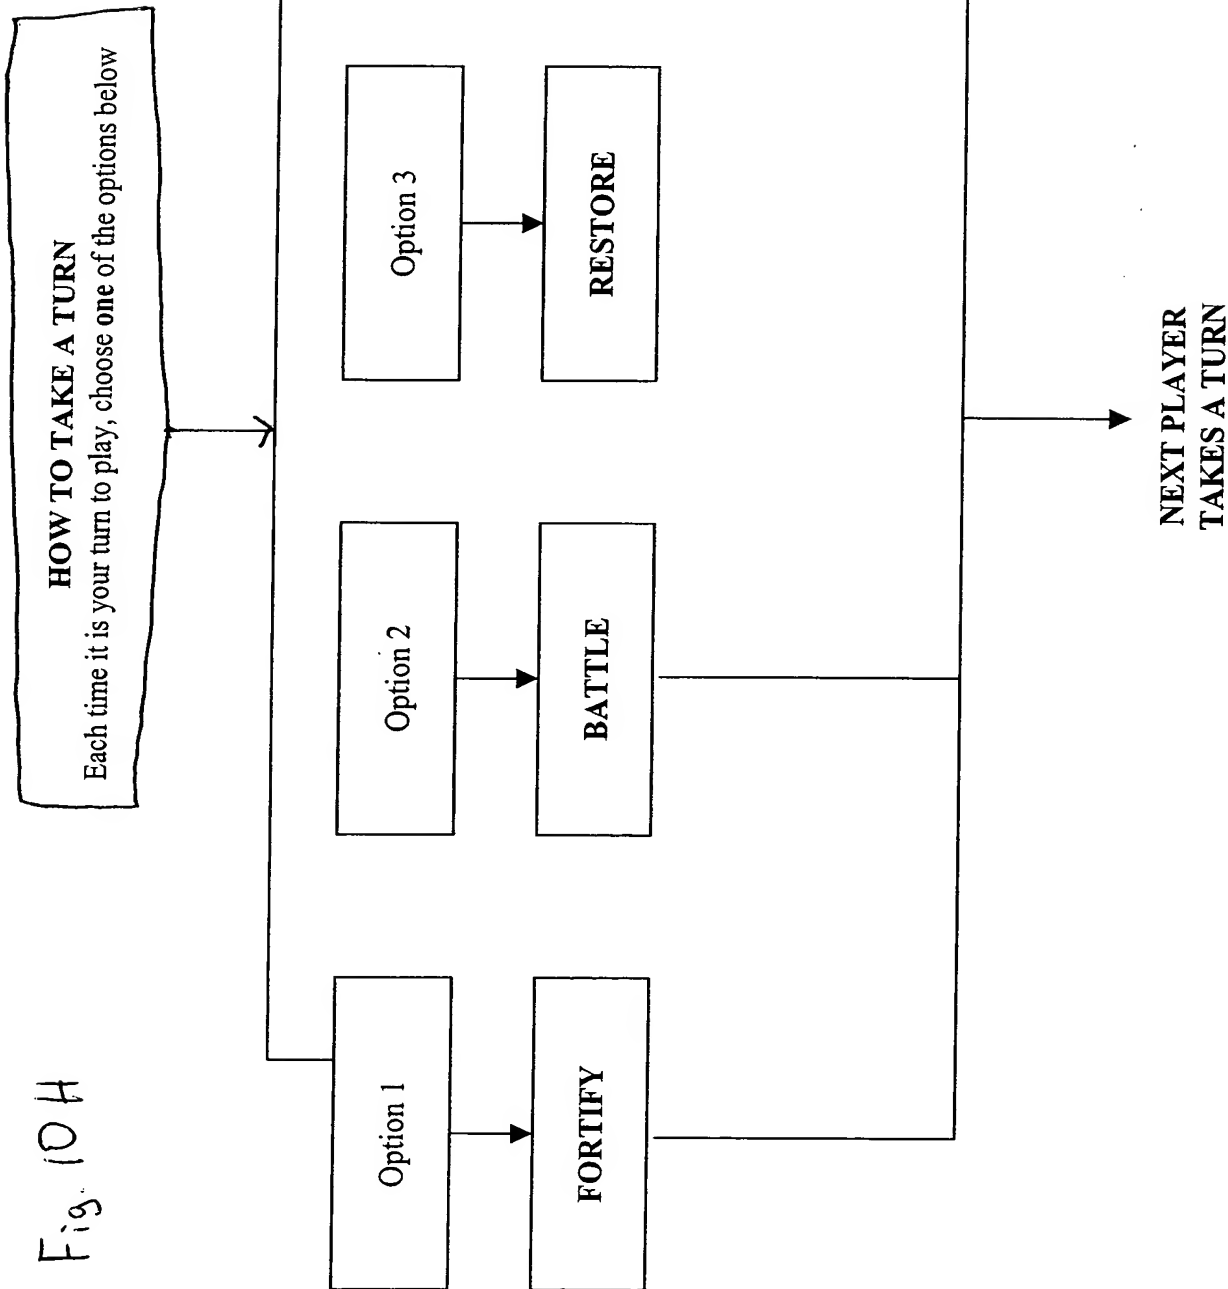 Fig. 10H
HOW TO TAKE A TURN
Each time it is your turn to play, choose one of the options below
Option 1
Option 2
Option 3
FORTIFY
BATTLE
RESTORE
NEXT PLAYER
TAKES A TURN